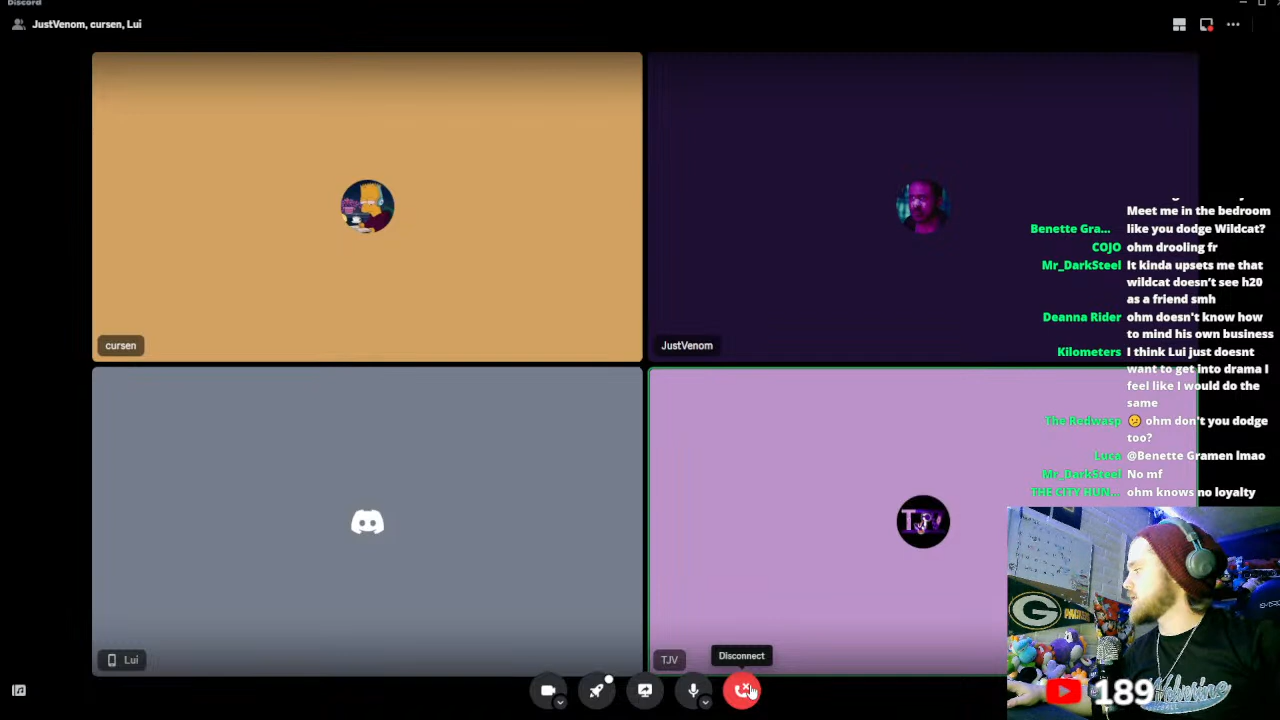 Discord
JustVenom, cursen, Lui
Meet me in the bedroom
Benette Gra... like you dodge Wildcat?
COJO ohm drooling fr
Mr_DarkSteel It kinda upsets me that
wildcat doesn't see h20
as a friend smh
Deanna Rider ohm doesn't know how
to mind his own business
Kilometers I think Lui just doesnt
want to get into drama I
feel like I would do the
same
The Redwasp 😕 ohm don't you dodge
too?
Luca @Benette Gramen lmao
Mr_DarkSteel No mf
THE CITY HUN... ohm knows no loyalty
cursen
JustVenom
TJV
Lui
TJV
Disconnect
G
PACKERS
189